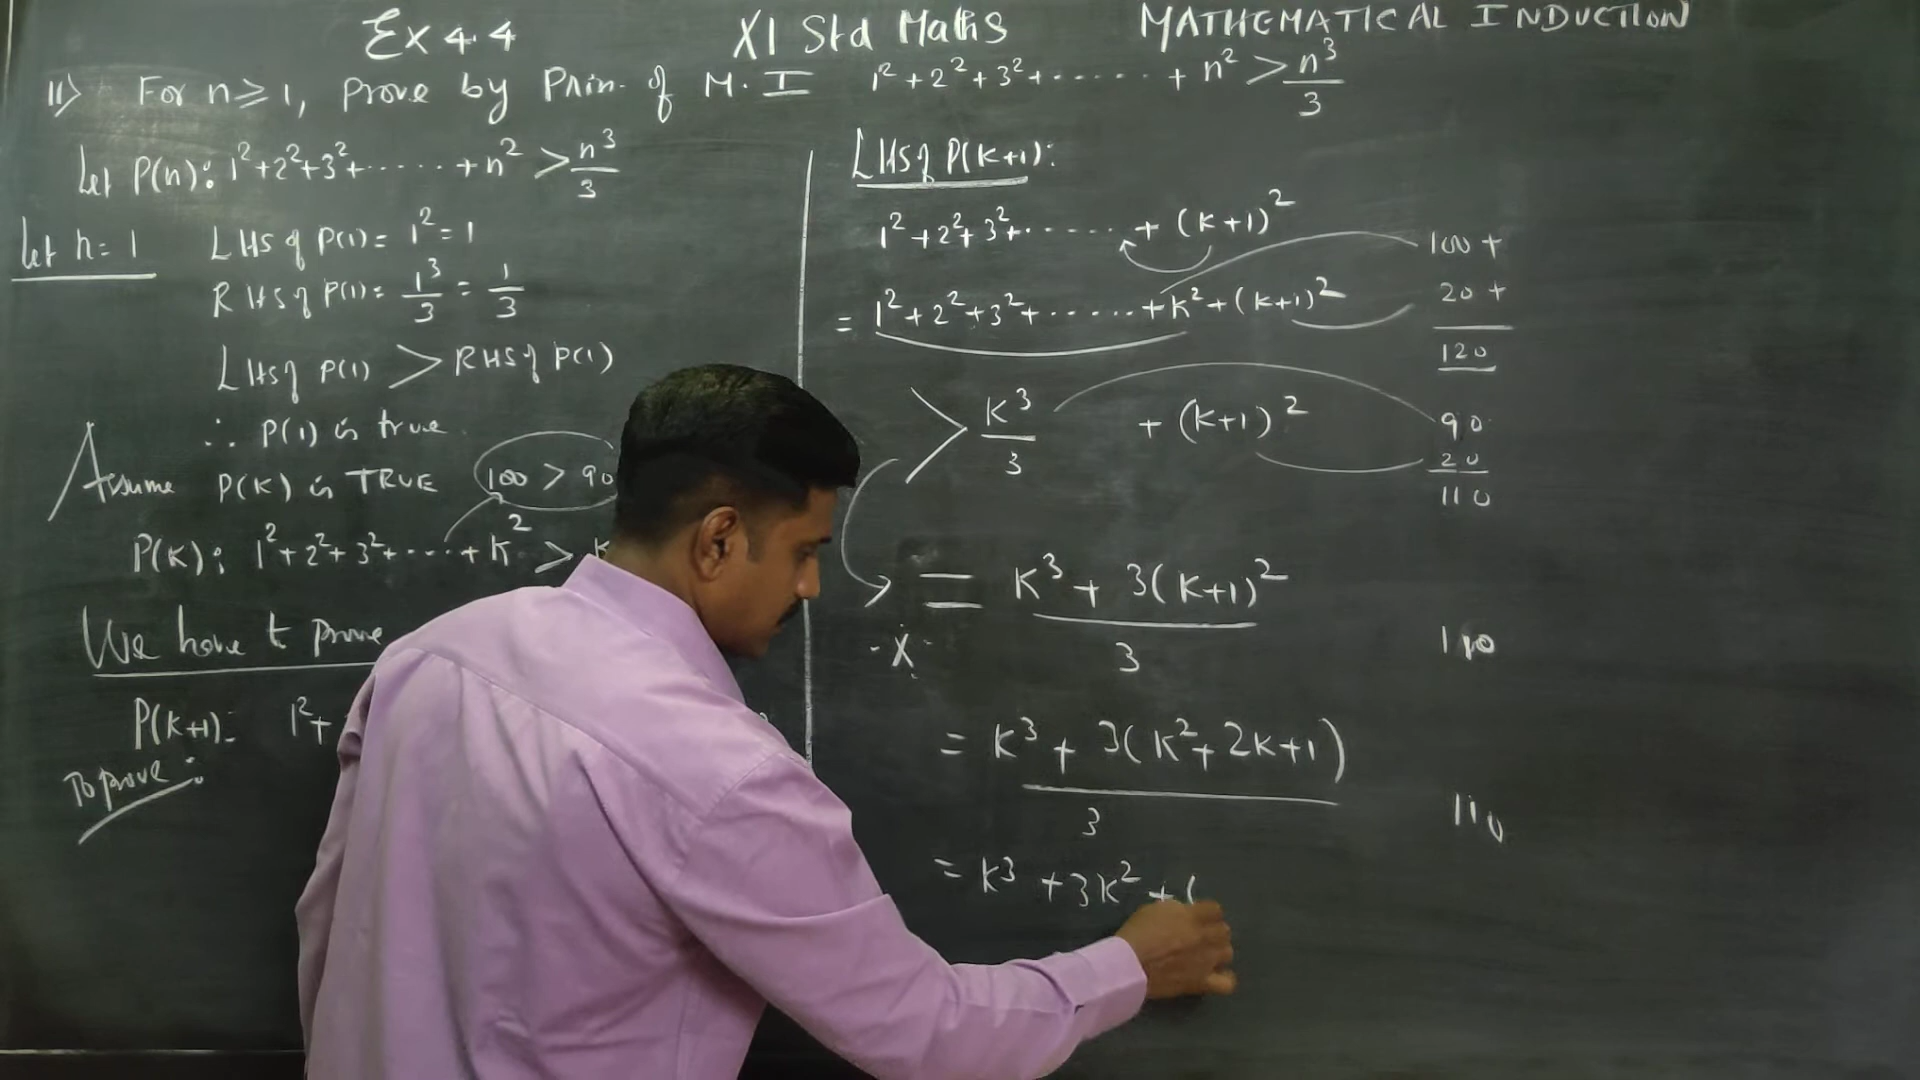 Ex 4.4 XI Std Maths MATHEMATICAL INDUCTION
11) For n ≥ 1, Prove by Prin. of M. I 1² + 2² + 3² + ...... + n² > n³/3
Let P(n): 1² + 2² + 3² + ...... + n² > n³/3
Let n = 1 LHS of P(1) = 1² = 1
RHS of P(1) = 1³/3 = 1/3
LHS of P(1) > RHS of P(1)
∴ P(1) is true
Assume P(K) is TRUE 100 > 90
P(K): 1² + 2² + 3² + .... + K² >
We have to prove
P(K+1): 1² +
To prove:
LHS of P(K+1):
1² + 2² + 3² + ...... + (K+1)²
= 1² + 2² + 3² + ...... + K² + (K+1)²
100 +
20 +
120
> K³/3 + (K+1)²
90
20
110
= K³ + 3(K+1)² / 3 110
X
= K³ + 3(K² + 2K + 1) / 3 110
= K³ + 3K² +